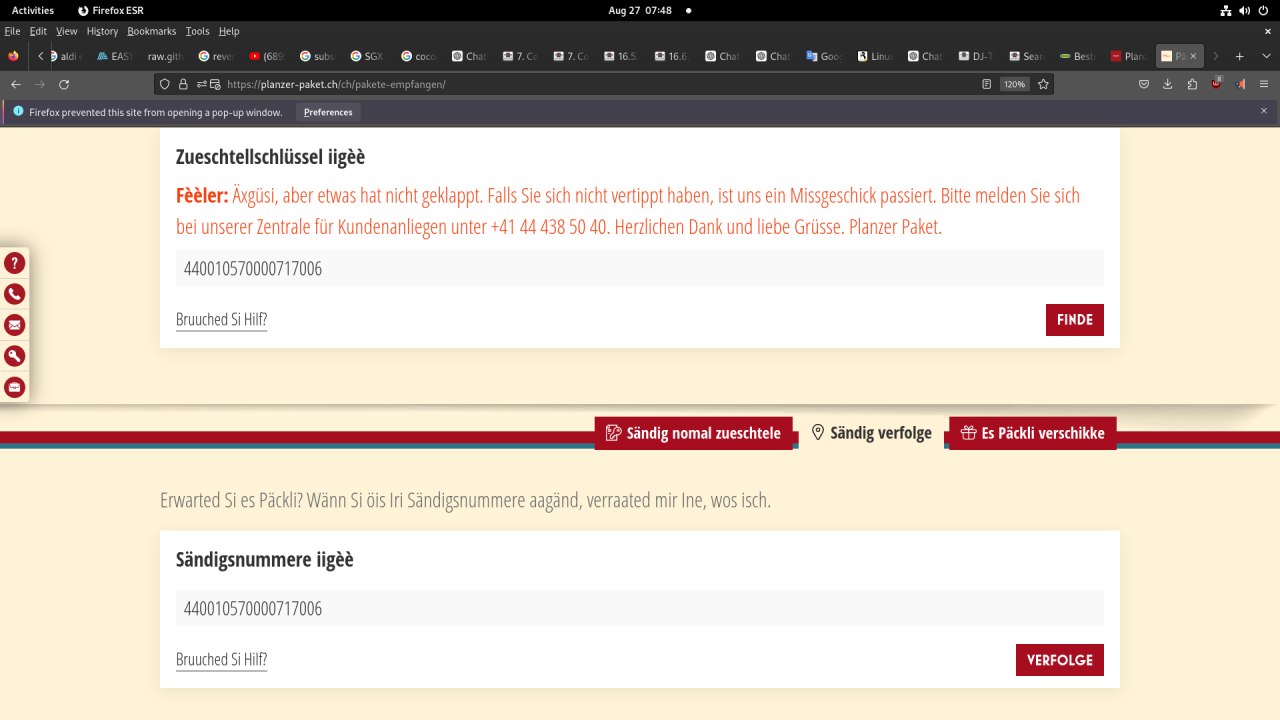 Activities Firefox ESR Aug 27 07:48
File Edit View History Bookmarks Tools Help
aldi e EASY raw.gith rever (689) subs SGX coco Chat 7. C 7. Co 16.5. 16.6. Chat Chat Goog Linux Chat DJ-T Sear Best Planz P
https://planzer-paket.ch/ch/pakete-empfangen/ 120% 8
Firefox prevented this site from opening a pop-up window. Preferences
Zueschtellschlüssel iigèè
Fèèler: Äxgüsi, aber etwas hat nicht geklappt. Falls Sie sich nicht vertippt haben, ist uns ein Missgeschick passiert. Bitte melden Sie sich
bei unserer Zentrale für Kundenanliegen unter +41 44 438 50 40. Herzlichen Dank und liebe Grüsse. Planzer Paket.
440010570000717006
Bruuched Si Hilf? FINDE
Sändig nomal zueschtele Sändig verfolge Es Päckli verschikke
Erwarted Si es Päckli? Wänn Si öis Iri Sändigsnummere aagänd, verraated mir Ine, wos isch.
Sändigsnummere iigèè
440010570000717006
Bruuched Si Hilf? VERFOLGE